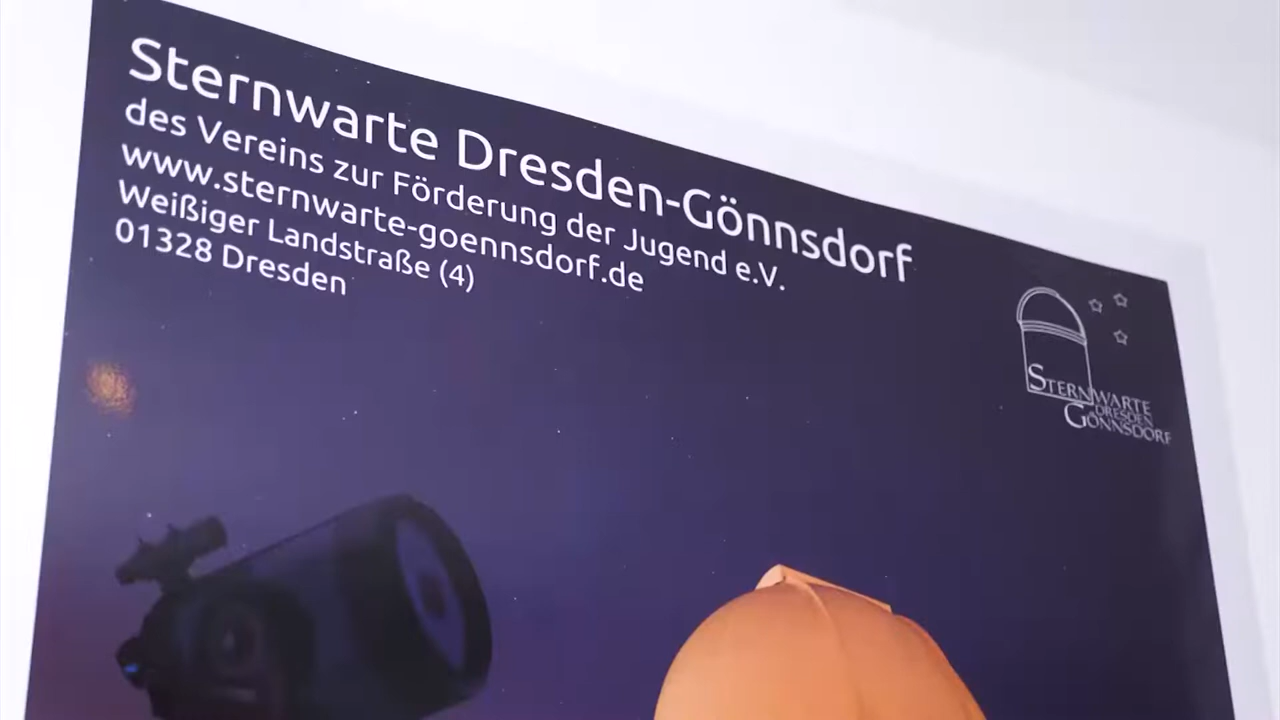 Sternwarte Dresden-Gönnsdorf
des Vereins zur Förderung der Jugend e.V.
www.sternwarte-goennsdorf.de
Weißiger Landstraße (4)
01328 Dresden
STERNWARTE
DRESDEN
GÖNNSDORF